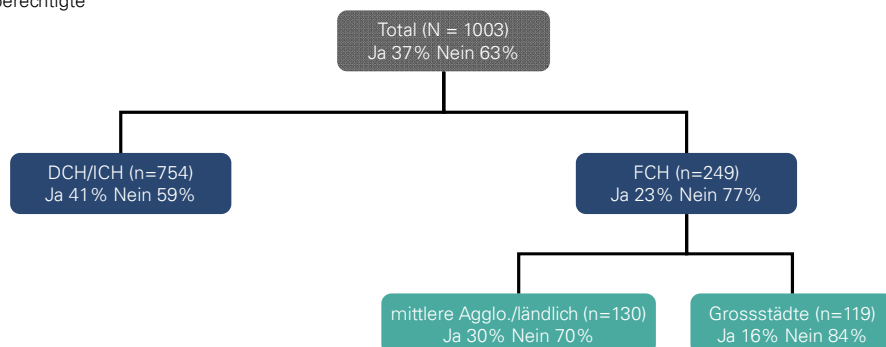 berechtigte
Total (N = 1003)
Ja 37% Nein 63%
DCH/ICH (n=754)
Ja 41% Nein 59%
FCH (n=249)
Ja 23% Nein 77%
mittlere Agglo./ländlich (n=130)
Ja 30% Nein 70%
Grossstädte (n=119)
Ja 16% Nein 84%